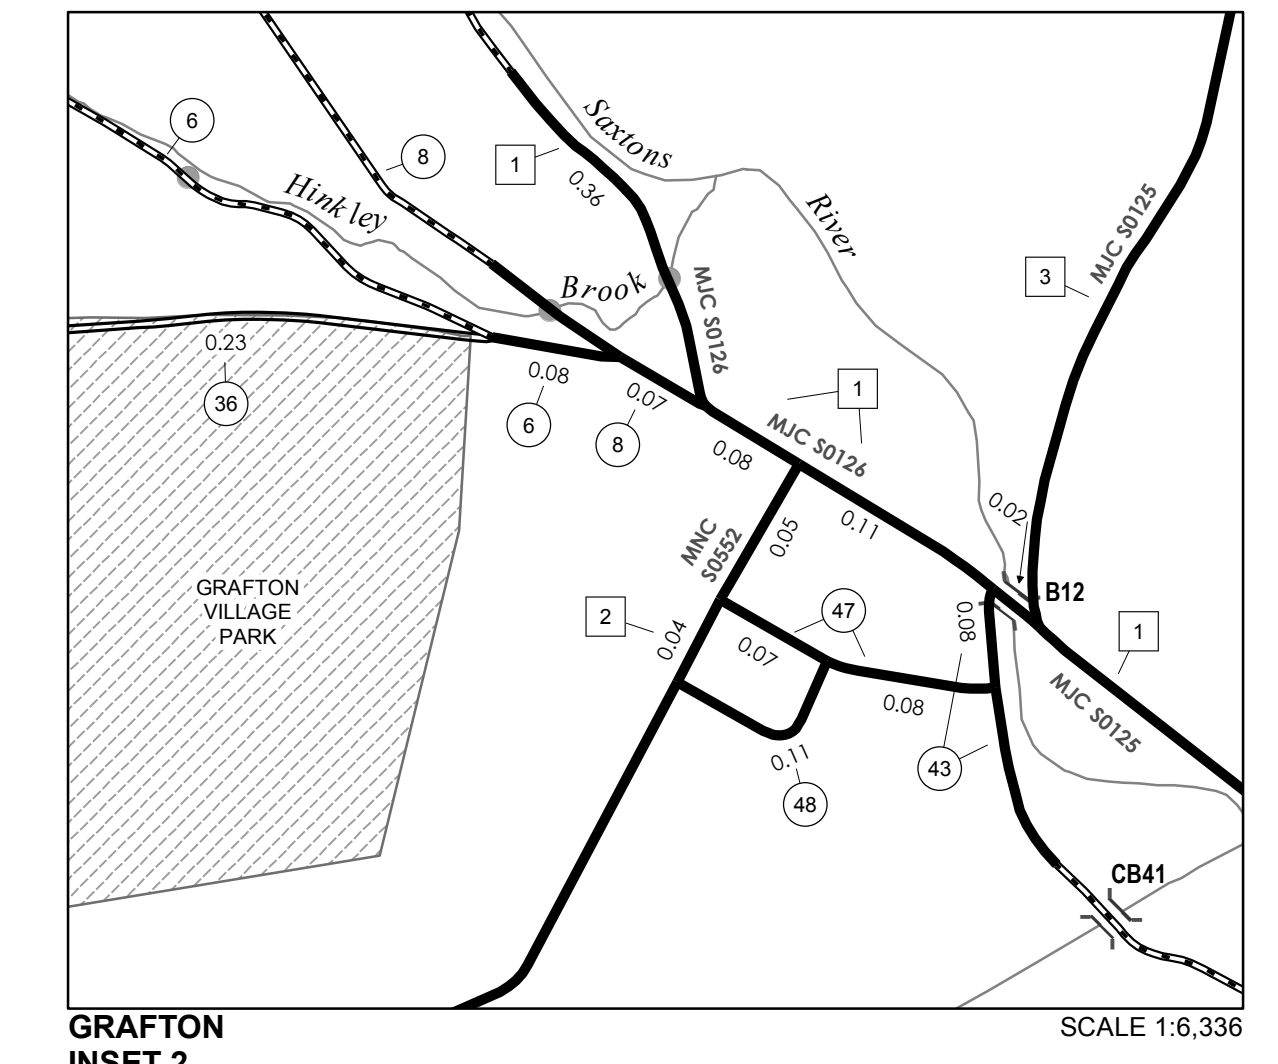 6
8
1
Saxtons
River
0.36
Hinkley
Brook
MJC S0125
3
MJC S0126
0.23
36
0.08
6
0.07
8
1
MJC S0126
0.08
0.11
0.02
B12
MNC
S0552
0.05
GRAFTON
VILLAGE
PARK
2
0.04
47
0.07
0.08
1
MJC S0125
0.08
43
0.11
48
CB41
GRAFTON
INSET 2
SCALE 1:6,336